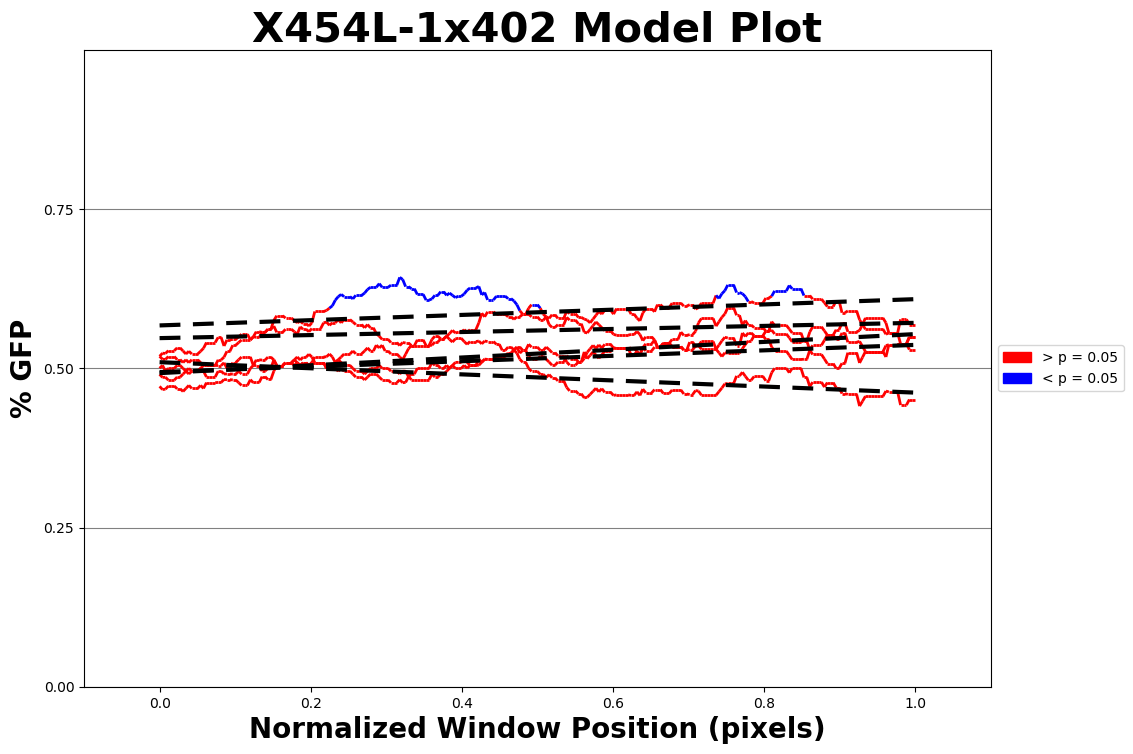 X454L-1x402 Model Plot
% GFP
0.75
0.50
0.25
0.00
0.0 0.2 0.4 0.6 0.8 1.0
Normalized Window Position (pixels)
> p = 0.05
< p = 0.05